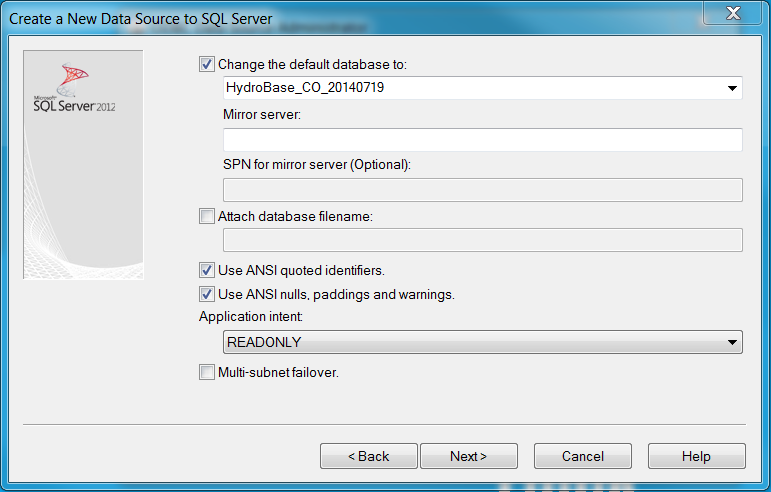 Create a New Data Source to SQL Server
Microsoft
SQL Server 2012
Change the default database to:
HydroBase_CO_20140719
Mirror server:
SPN for mirror server (Optional):
Attach database filename:
Use ANSI quoted identifiers.
Use ANSI nulls, paddings and warnings.
Application intent:
READONLY
Multi-subnet failover.
< Back Next > Cancel Help